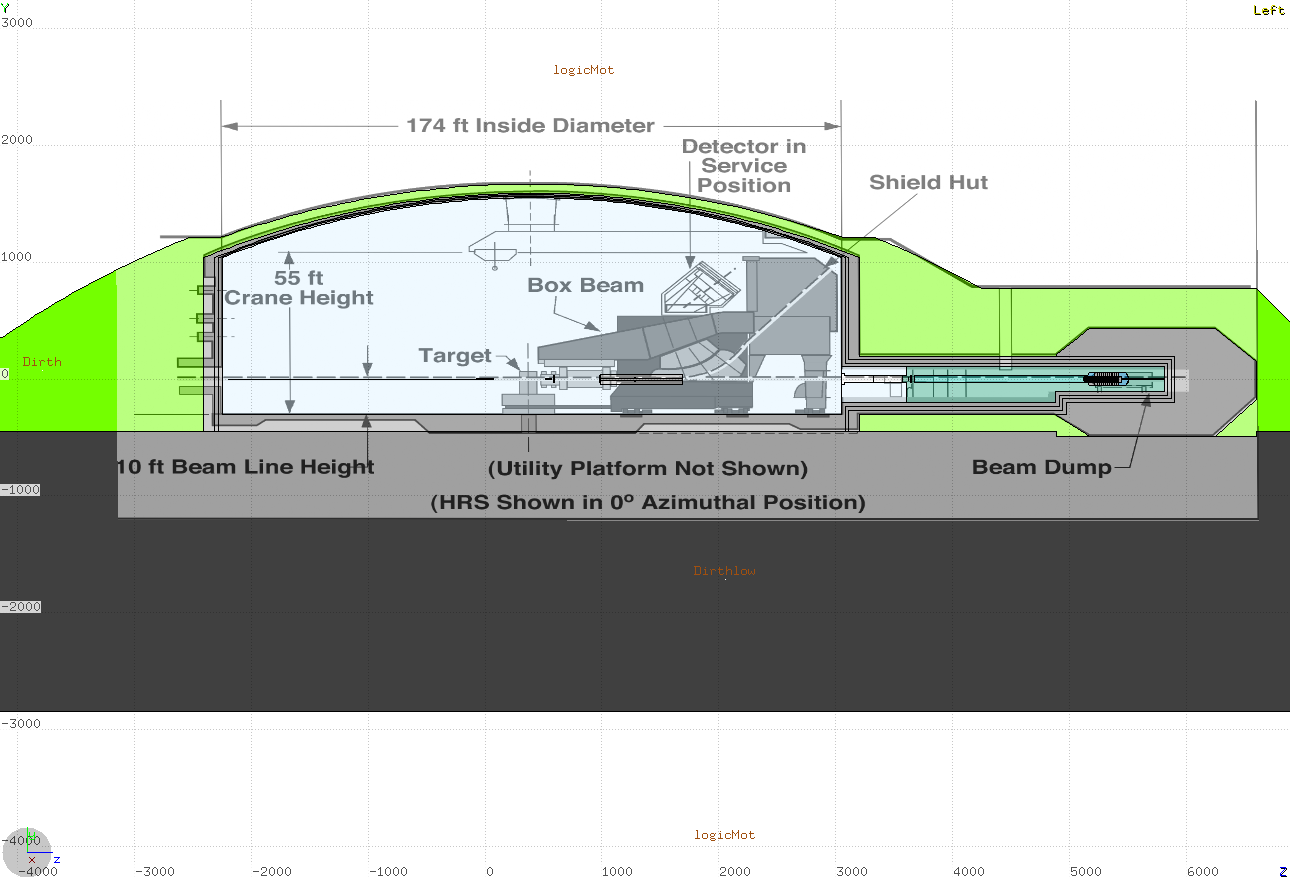 Y
3000
Left
logicMot
174 ft Inside Diameter
2000
Detector in
Service
Position
Shield Hut
1000
55 ft
Crane Height
Box Beam
Target
Dirth
0
10 ft Beam Line Height
(Utility Platform Not Shown)
Beam Dump
-1000
(HRS Shown in 0º Azimuthal Position)
Dirthlow
-2000
-3000
logicMot
-4000
Y
x
z
-4000
-3000
-2000
-1000
0
1000
2000
3000
4000
5000
6000
Z